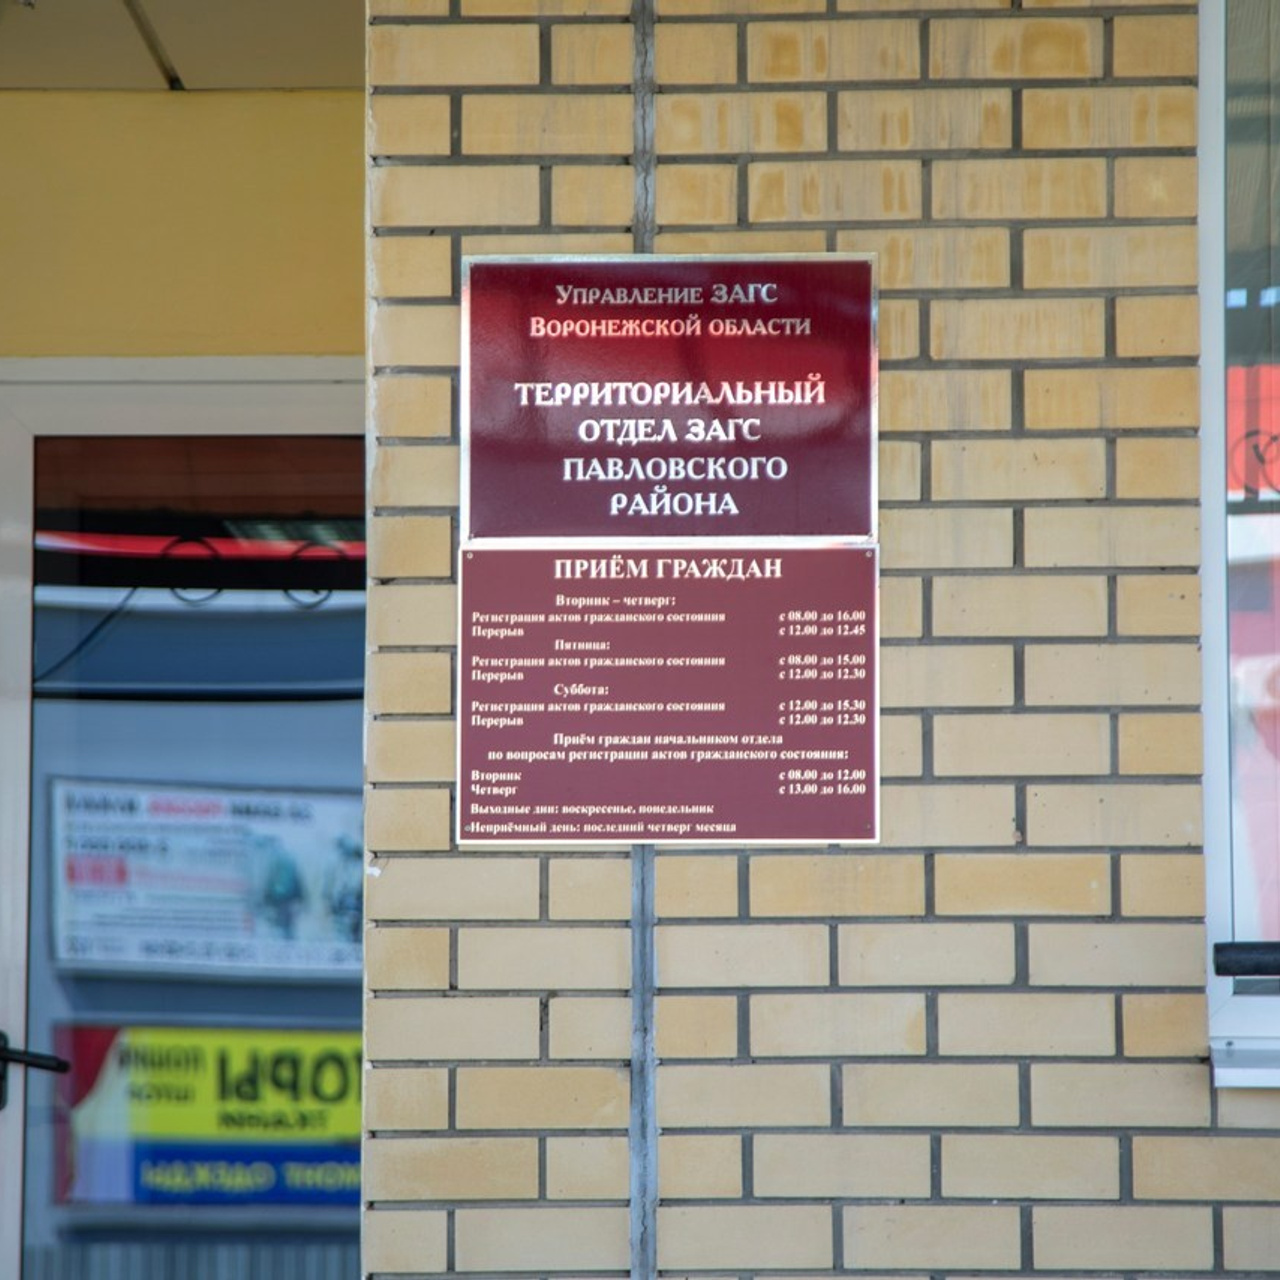 Управление ЗАГС
Воронежской области
ТЕРРИТОРИАЛЬНЫЙ
ОТДЕЛ ЗАГС
ПАВЛОВСКОГО
РАЙОНА
ПРИЁМ ГРАЖДАН
Вторник – четверг:
Регистрация актов гражданского состояния с 08.00 до 16.00
Перерыв с 12.00 до 12.45
Пятница:
Регистрация актов гражданского состояния с 08.00 до 15.00
Перерыв с 12.00 до 12.30
Суббота:
Регистрация актов гражданского состояния с 12.00 до 15.30
Перерыв с 12.00 до 12.30
Приём граждан начальником отдела
по вопросам регистрации актов гражданского состояния:
Вторник с 08.00 до 12.00
Четверг с 13.00 до 16.00
Выходные дни: воскресенье, понедельник
Неприёмный день: последний четверг месяца